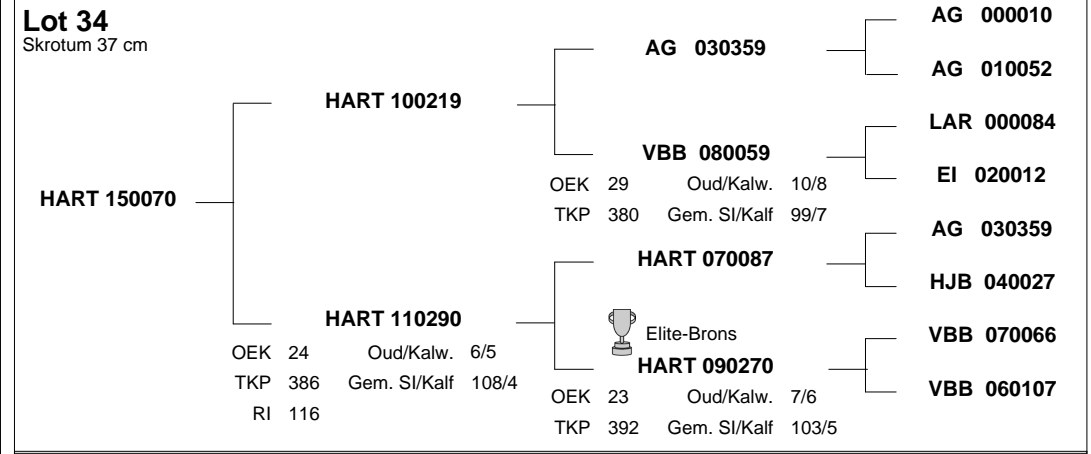 Lot 34
Skrotum 37 cm
HART 150070
HART 100219
HART 110290
OEK 24 Oud/Kalw. 6/5
TKP 386 Gem. SI/Kalf 108/4
RI 116
AG 030359
VBB 080059
OEK 29 Oud/Kalw. 10/8
TKP 380 Gem. SI/Kalf 99/7
HART 070087
Elite-Brons
HART 090270
OEK 23 Oud/Kalw. 7/6
TKP 392 Gem. SI/Kalf 103/5
AG 000010
AG 010052
LAR 000084
EI 020012
AG 030359
HJB 040027
VBB 070066
VBB 060107